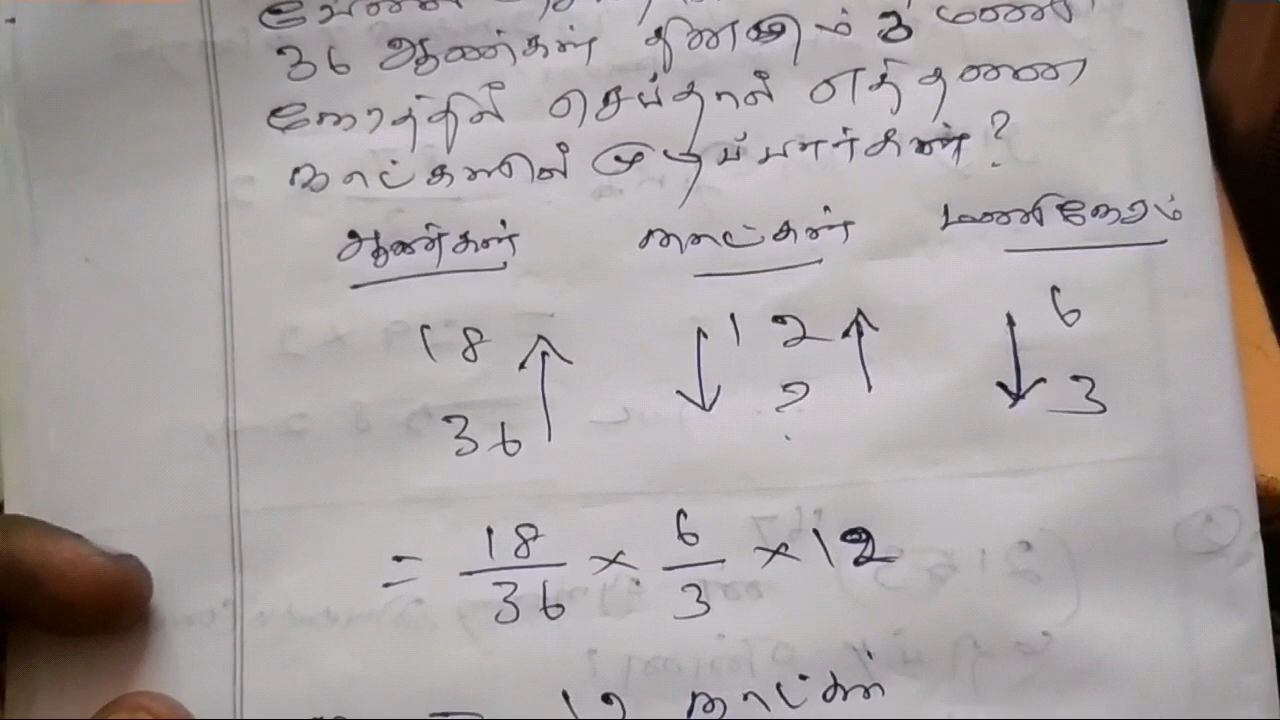 36 ஆண்கள் தினமும் 3 மணி
நேரத்தில் செய்தால் எத்தனை
நாட்களில் முடிப்பார்கள்?
ஆண்கள் நாட்கள் மணிநேரம்
18 12 6
36 ? 3
= 18/36 × 6/3 × 12
= 12 நாட்கள்